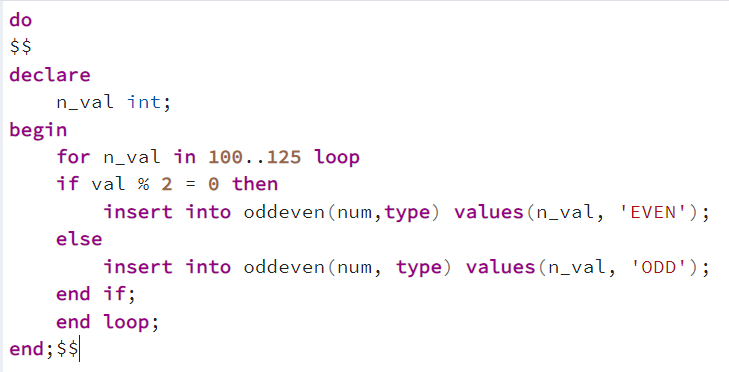 do
$$
declare
    n_val int;
begin
    for n_val in 100..125 loop
    if val % 2 = 0 then
        insert into oddeven(num,type) values(n_val, 'EVEN');
    else
        insert into oddeven(num, type) values(n_val, 'ODD');
    end if;
    end loop;
end;$$